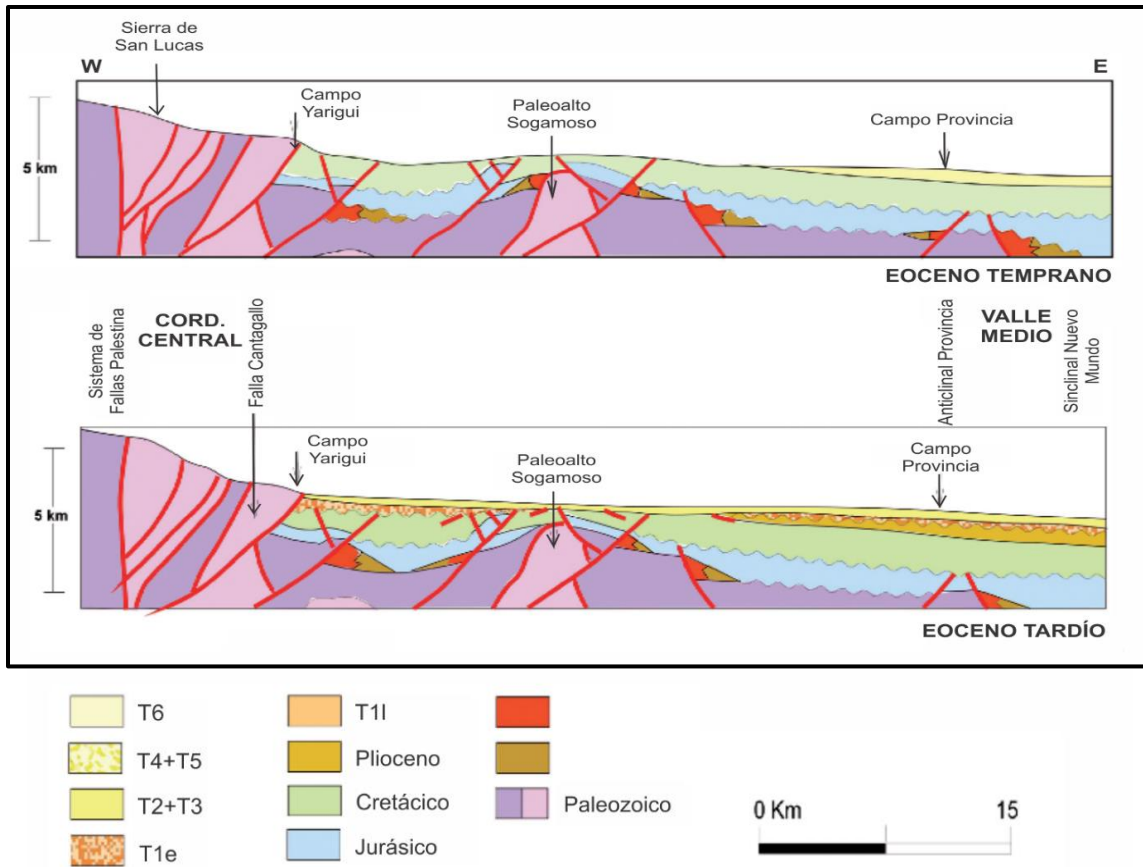 Sierra de
San Lucas
W
E
Campo
Yarigui
Paleoalto
Sogamoso
Campo Provincia
5 km
EOCENO TEMPRANO
Sistema de
Fallas Palestina
CORD.
CENTRAL
Falla Cantagallo
Anticlinal Provincia
VALLE
MEDIO
Sinclinal Nuevo
Mundo
Campo
Yarigui
Paleoalto
Sogamoso
Campo
Provincia
5 km
EOCENO TARDÍO
T6
T4+T5
T2+T3
T1e
T1l
Plioceno
Cretácico
Jurásico
Paleozoico
0 Km
15